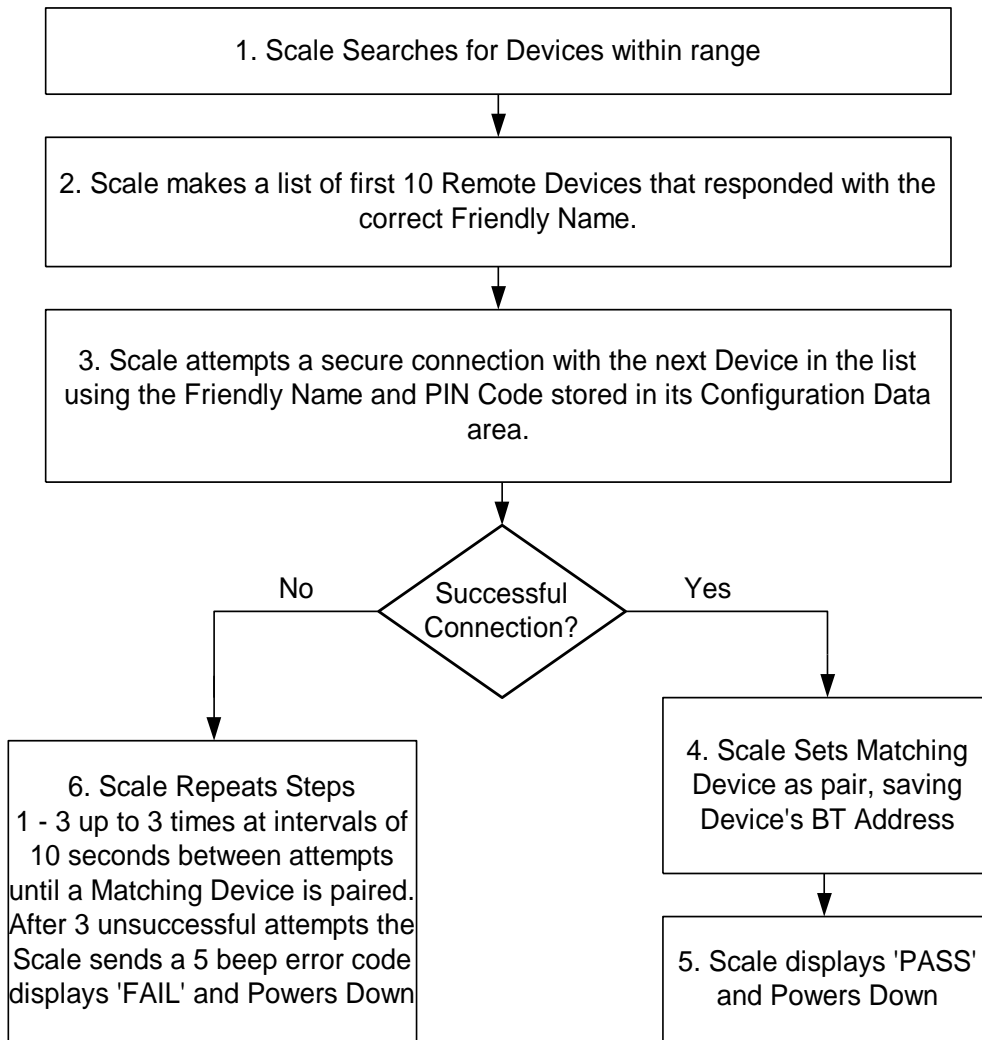 1. Scale Searches for Devices within range
2. Scale makes a list of first 10 Remote Devices that responded with the
correct Friendly Name.
3. Scale attempts a secure connection with the next Device in the list
using the Friendly Name and PIN Code stored in its Configuration Data
area.
Successful
Connection?
No
Yes
4. Scale Sets Matching
Device as pair, saving
Device's BT Address
5. Scale displays 'PASS'
and Powers Down
6. Scale Repeats Steps
1 - 3 up to 3 times at intervals of
10 seconds between attempts
until a Matching Device is paired.
After 3 unsuccessful attempts the
Scale sends a 5 beep error code
displays 'FAIL' and Powers Down